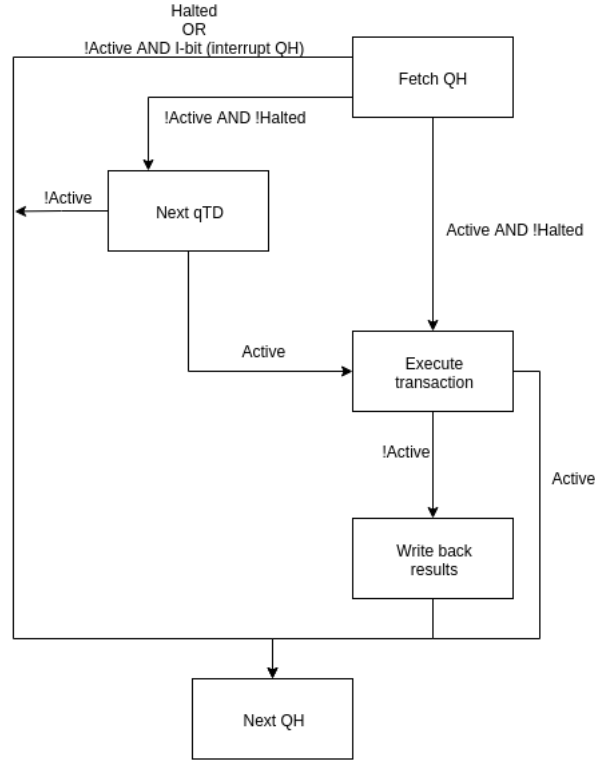 Halted
OR
!Active AND I-bit (interrupt QH)
Fetch QH
!Active AND !Halted
!Active
Next qTD
Active AND !Halted
Active
Execute
transaction
!Active
Active
Write back
results
Next QH